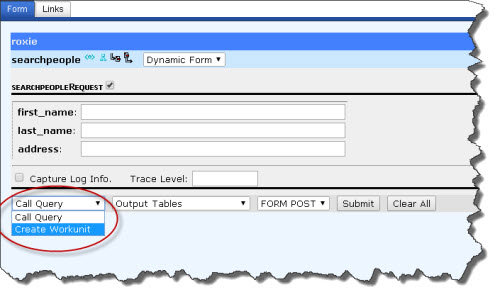 Form Links
roxie
searchpeople Dynamic Form
searchpeopleRequest
first_name:
last_name:
address:
Capture Log Info. Trace Level:
Call Query Output Tables FORM POST Submit Clear All
Call Query
Create Workunit